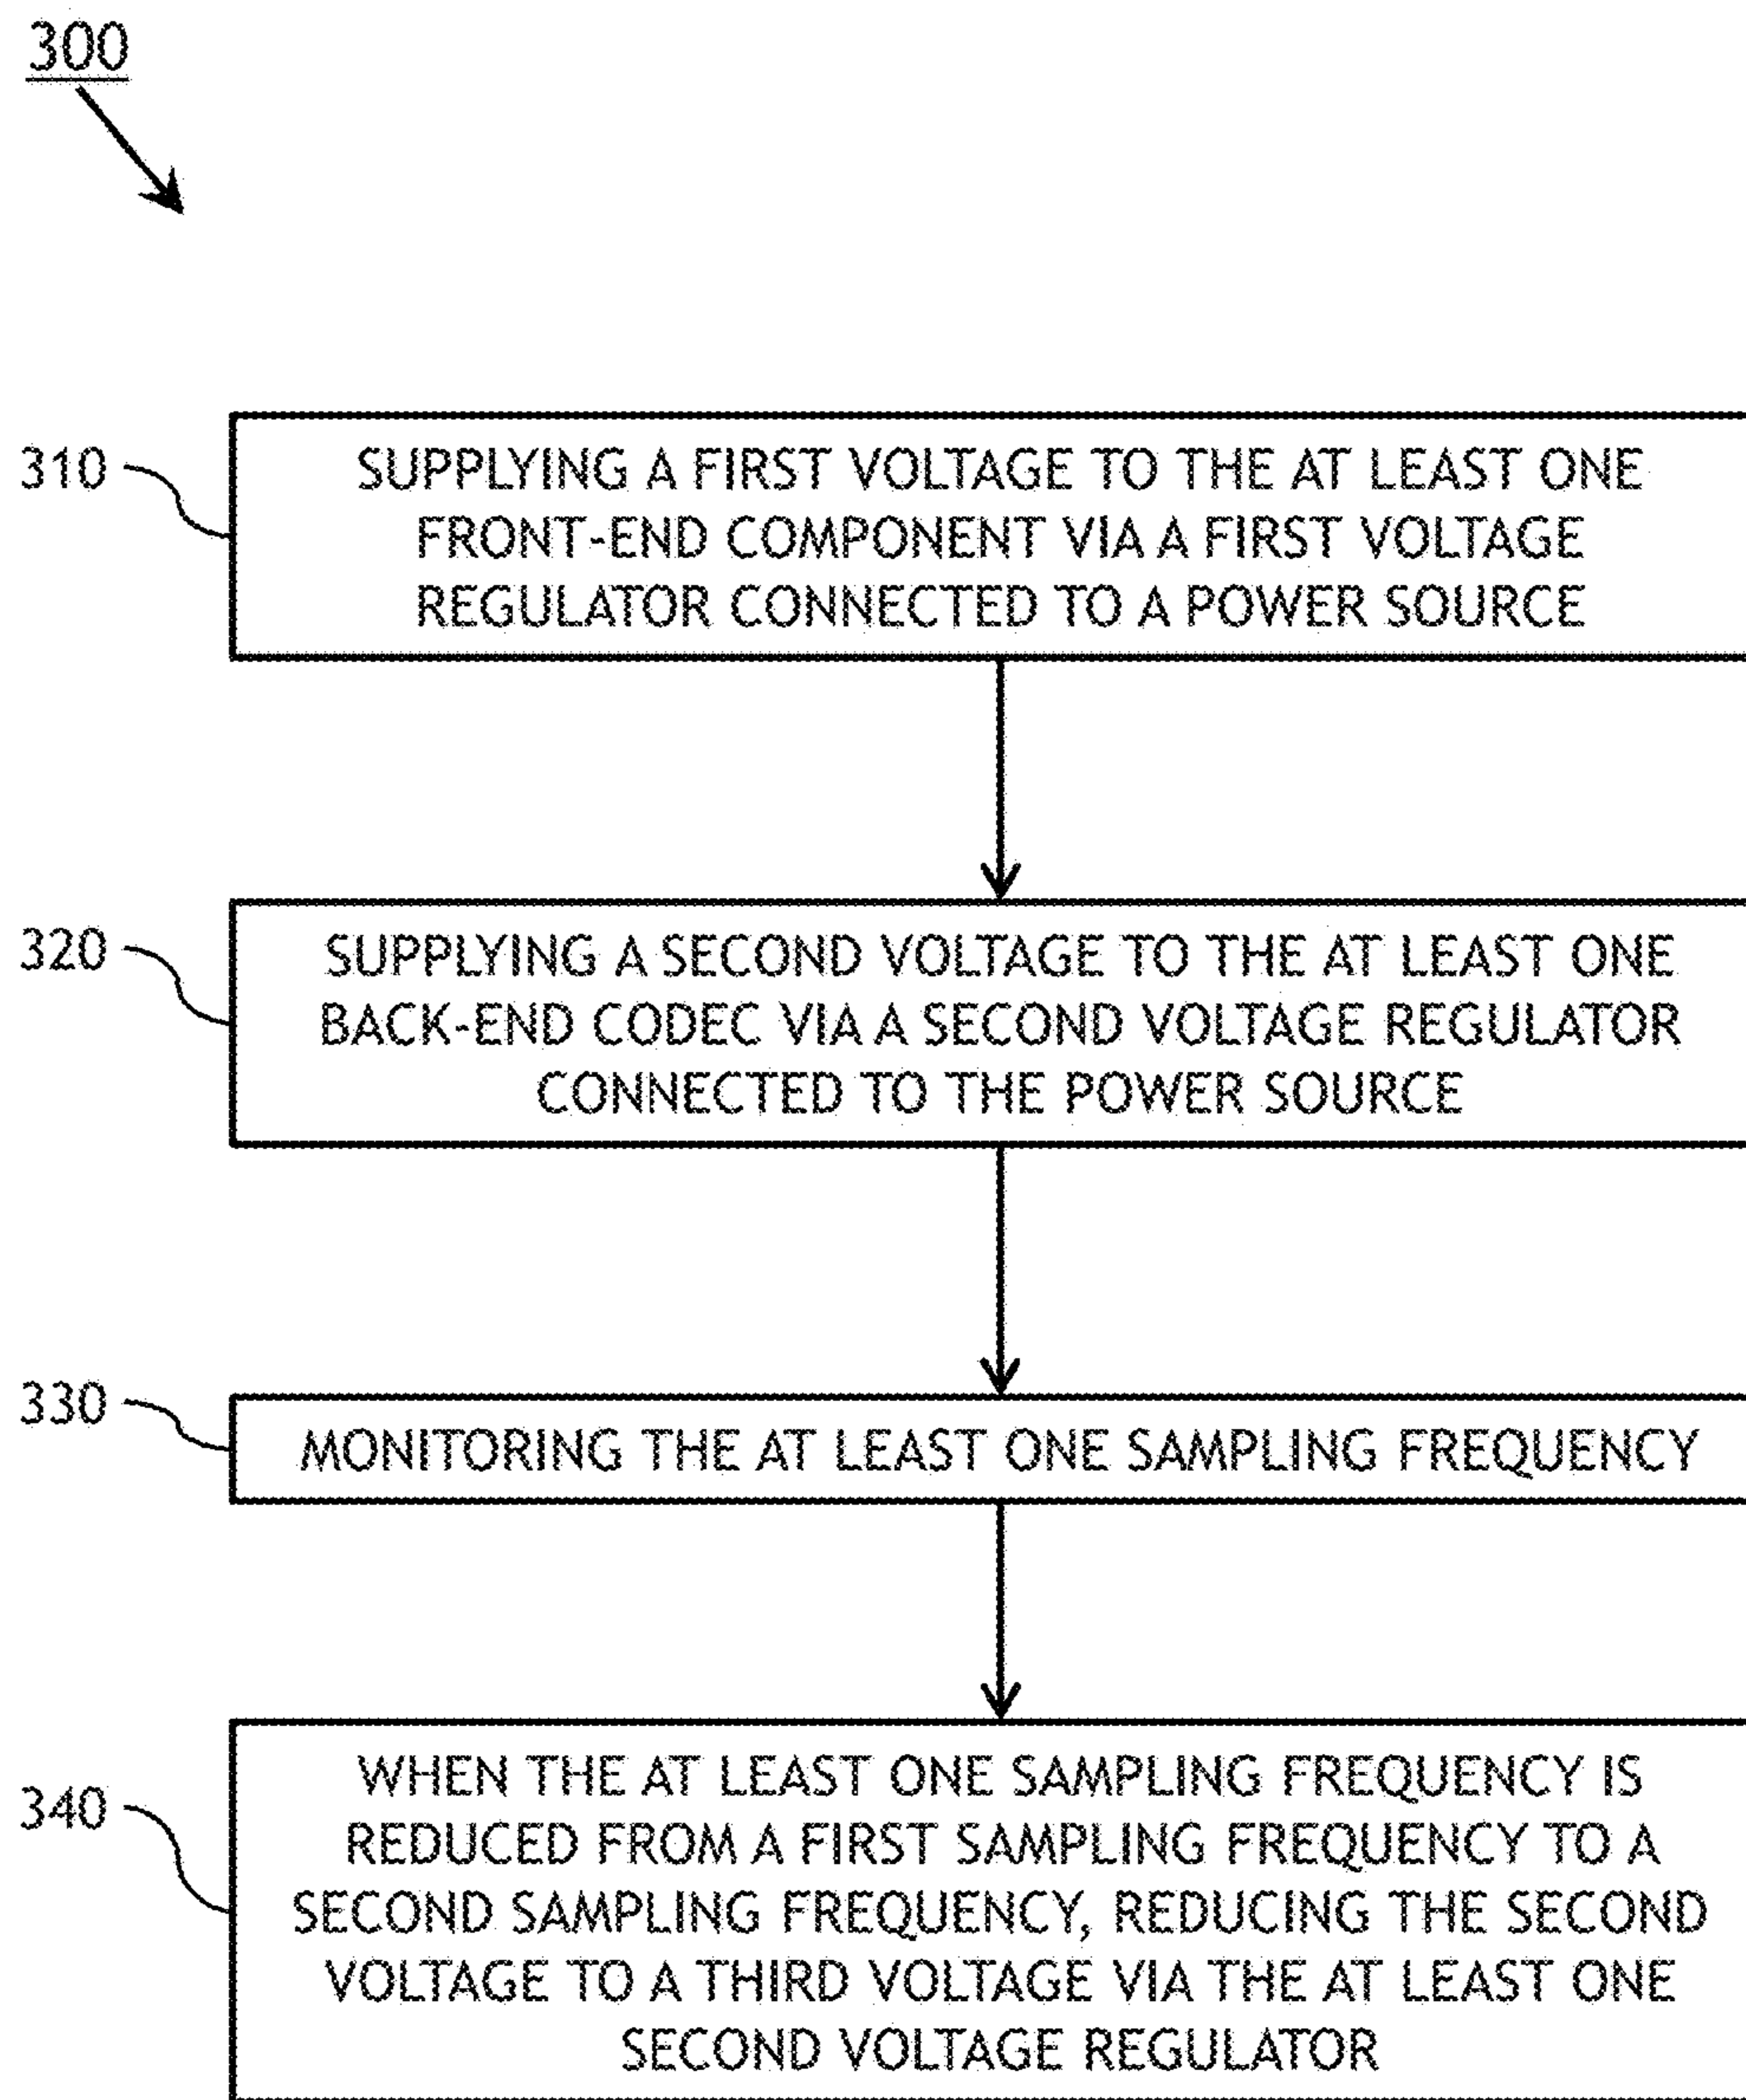 300
310
SUPPLYING A FIRST VOLTAGE TO THE AT LEAST ONE
FRONT-END COMPONENT VIA A FIRST VOLTAGE
REGULATOR CONNECTED TO A POWER SOURCE
320
SUPPLYING A SECOND VOLTAGE TO THE AT LEAST ONE
BACK-END CODEC VIA A SECOND VOLTAGE REGULATOR
CONNECTED TO THE POWER SOURCE
330
MONITORING THE AT LEAST ONE SAMPLING FREQUENCY
340
WHEN THE AT LEAST ONE SAMPLING FREQUENCY IS
REDUCED FROM A FIRST SAMPLING FREQUENCY TO A
SECOND SAMPLING FREQUENCY, REDUCING THE SECOND
VOLTAGE TO A THIRD VOLTAGE VIA THE AT LEAST ONE
SECOND VOLTAGE REGULATOR